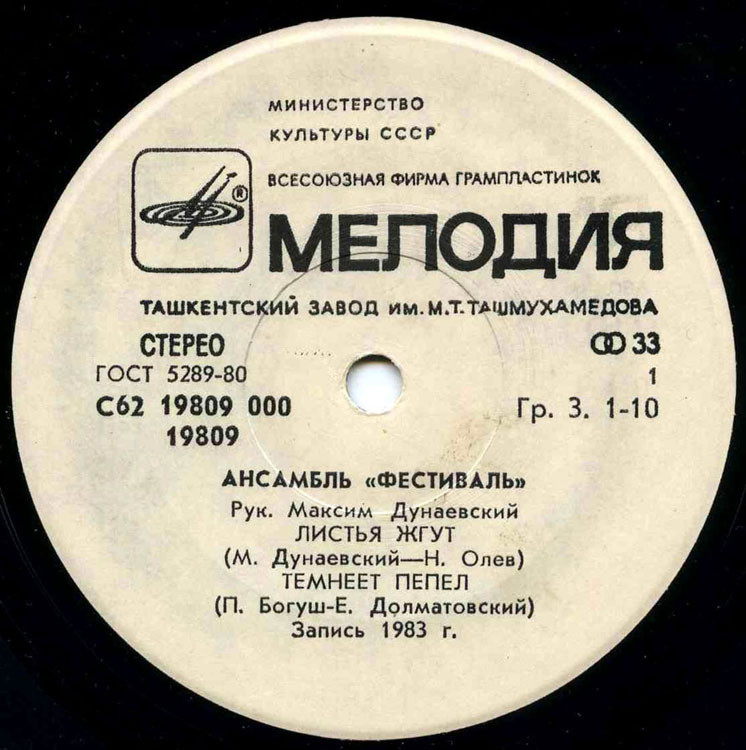 МИНИСТЕРСТВО
КУЛЬТУРЫ СССР
ВСЕСОЮЗНАЯ ФИРМА ГРАМПЛАСТИНОК
®
МЕЛОДИЯ
ТАШКЕНТСКИЙ ЗАВОД ИМ. М.Т. ТАШМУХАМЕДОВА
СТЕРЕО 33
ГОСТ 5289-80 1
С62 19809 000 Гр. 3. 1-10
19809
АНСАМБЛЬ «ФЕСТИВАЛЬ»
Рук. Максим Дунаевский
ЛИСТЬЯ ЖГУТ
(М. Дунаевский—Н. Олев)
ТЕМНЕЕТ ПЕПЕЛ
(П. Богуш-Е. Долматовский)
Запись 1983 г.